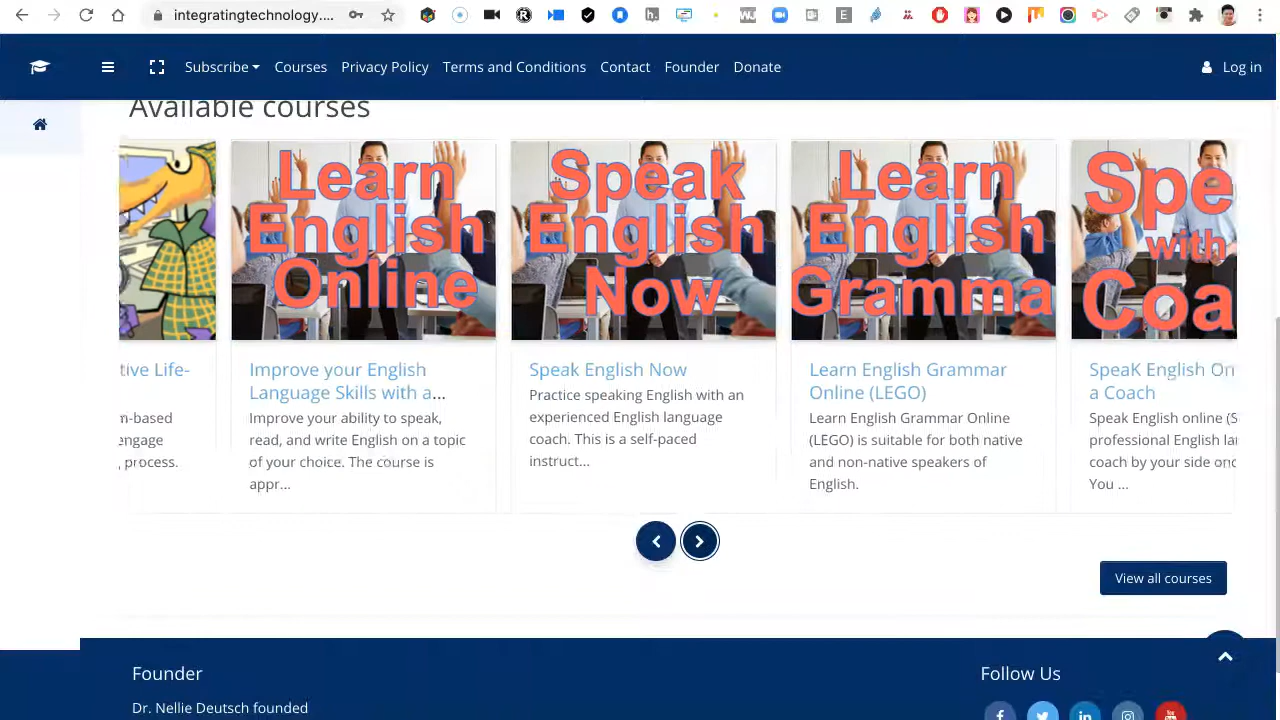 integratingtechnology....
Subscribe
Courses
Privacy Policy
Terms and Conditions
Contact
Founder
Donate
Log in
Available courses
Learn
English
Online
Speak
English
Now
Learn
English
Gramma
Spe
with
Coa
tive Life-
m-based
engage
process.
Improve your English
Language Skills with a...
Improve your ability to speak,
read, and write English on a topic
of your choice. The course is
appr...
Speak English Now
Practice speaking English with an
experienced English language
coach. This is a self-paced
instruct...
Learn English Grammar
Online (LEGO)
Learn English Grammar Online
(LEGO) is suitable for both native
and non-native speakers of
English.
SpeaK English On
a Coach
Speak English online (S
professional English la
coach by your side on
You ...
View all courses
Founder
Dr. Nellie Deutsch founded
Follow Us